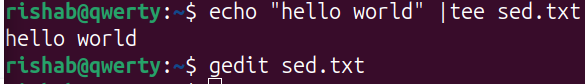 rishab@qwerty:~$ echo "hello world" |tee sed.txt
hello world
rishab@qwerty:~$ gedit sed.txt